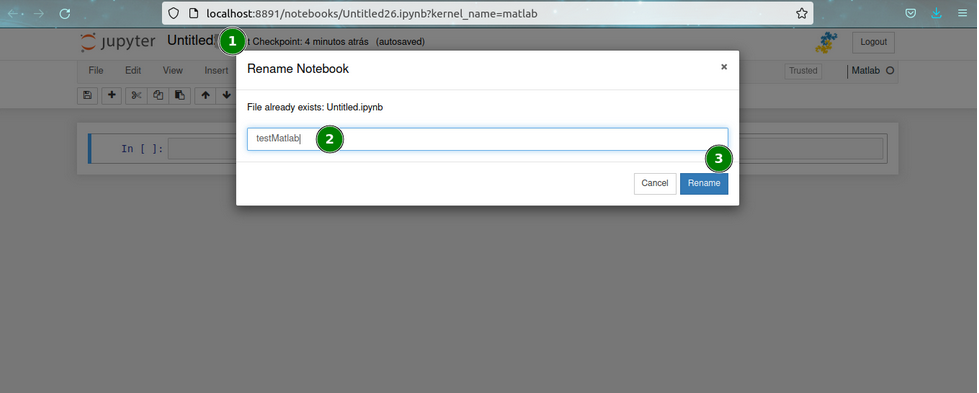 localhost:8891/notebooks/Untitled26.ipynb?kernel_name=matlab
jupyter Untitled 1 t Checkpoint: 4 minutos atrás (autosaved) Logout
File Edit View Insert Trusted Matlab
Rename Notebook ×
File already exists: Untitled.ipynb
testMatlab 2
3
Cancel Rename
In [ ]: